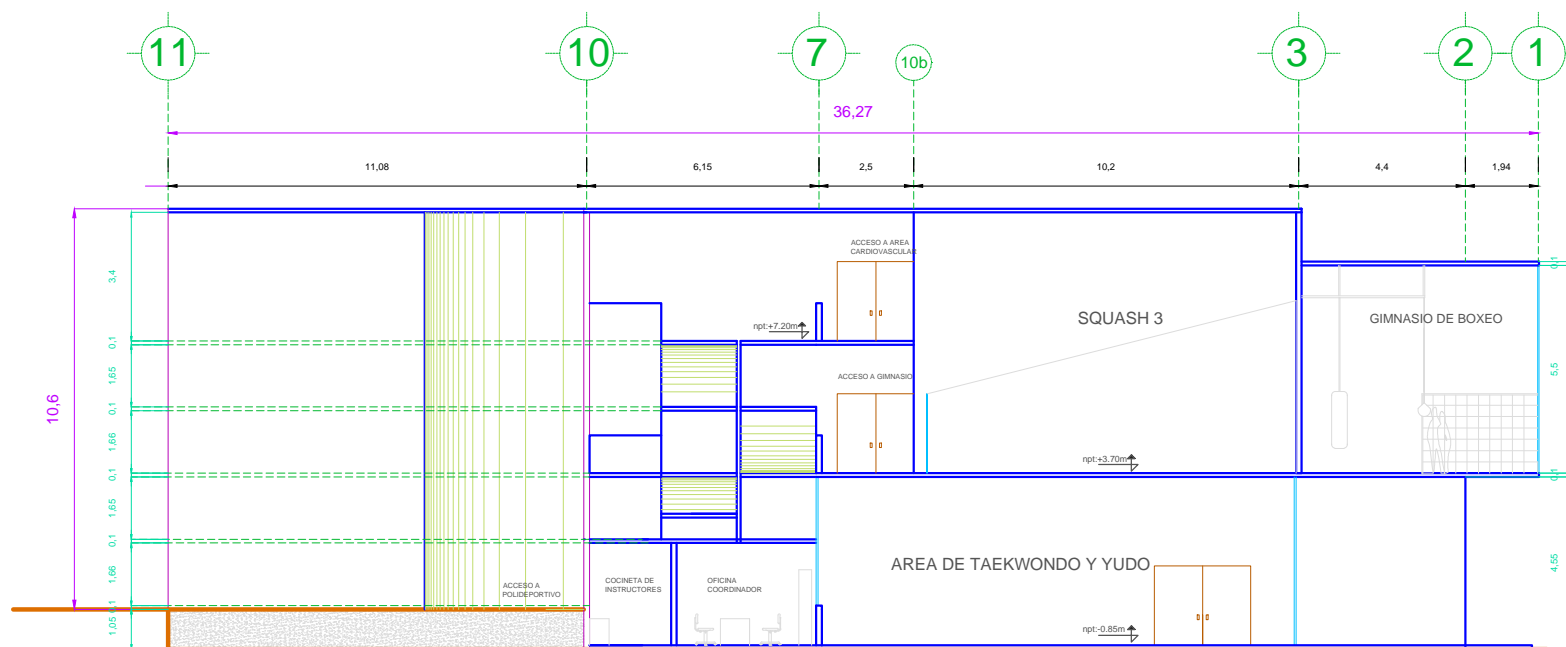 11
10
7
10b
3
2
1
36,27
11,08
6,15
2,5
10,2
4,4
1,94
10,6
3,4
0,1
1,65
0,1
1,66
0,1
1,65
0,1
1,66
0,1
1,05
ACCESO A AREA
CARDIOVASCULAR
npt:+7.20m
SQUASH 3
GIMNASIO DE BOXEO
ACCESO A GIMNASIO
npt:+3.70m
0,1
5,5
0,1
4,55
AREA DE TAEKWONDO Y YUDO
ACCESO A
POLIDEPORTIVO
COCINETA DE
INSTRUCTORES
OFICINA
COORDINADOR
npt:-0.85m